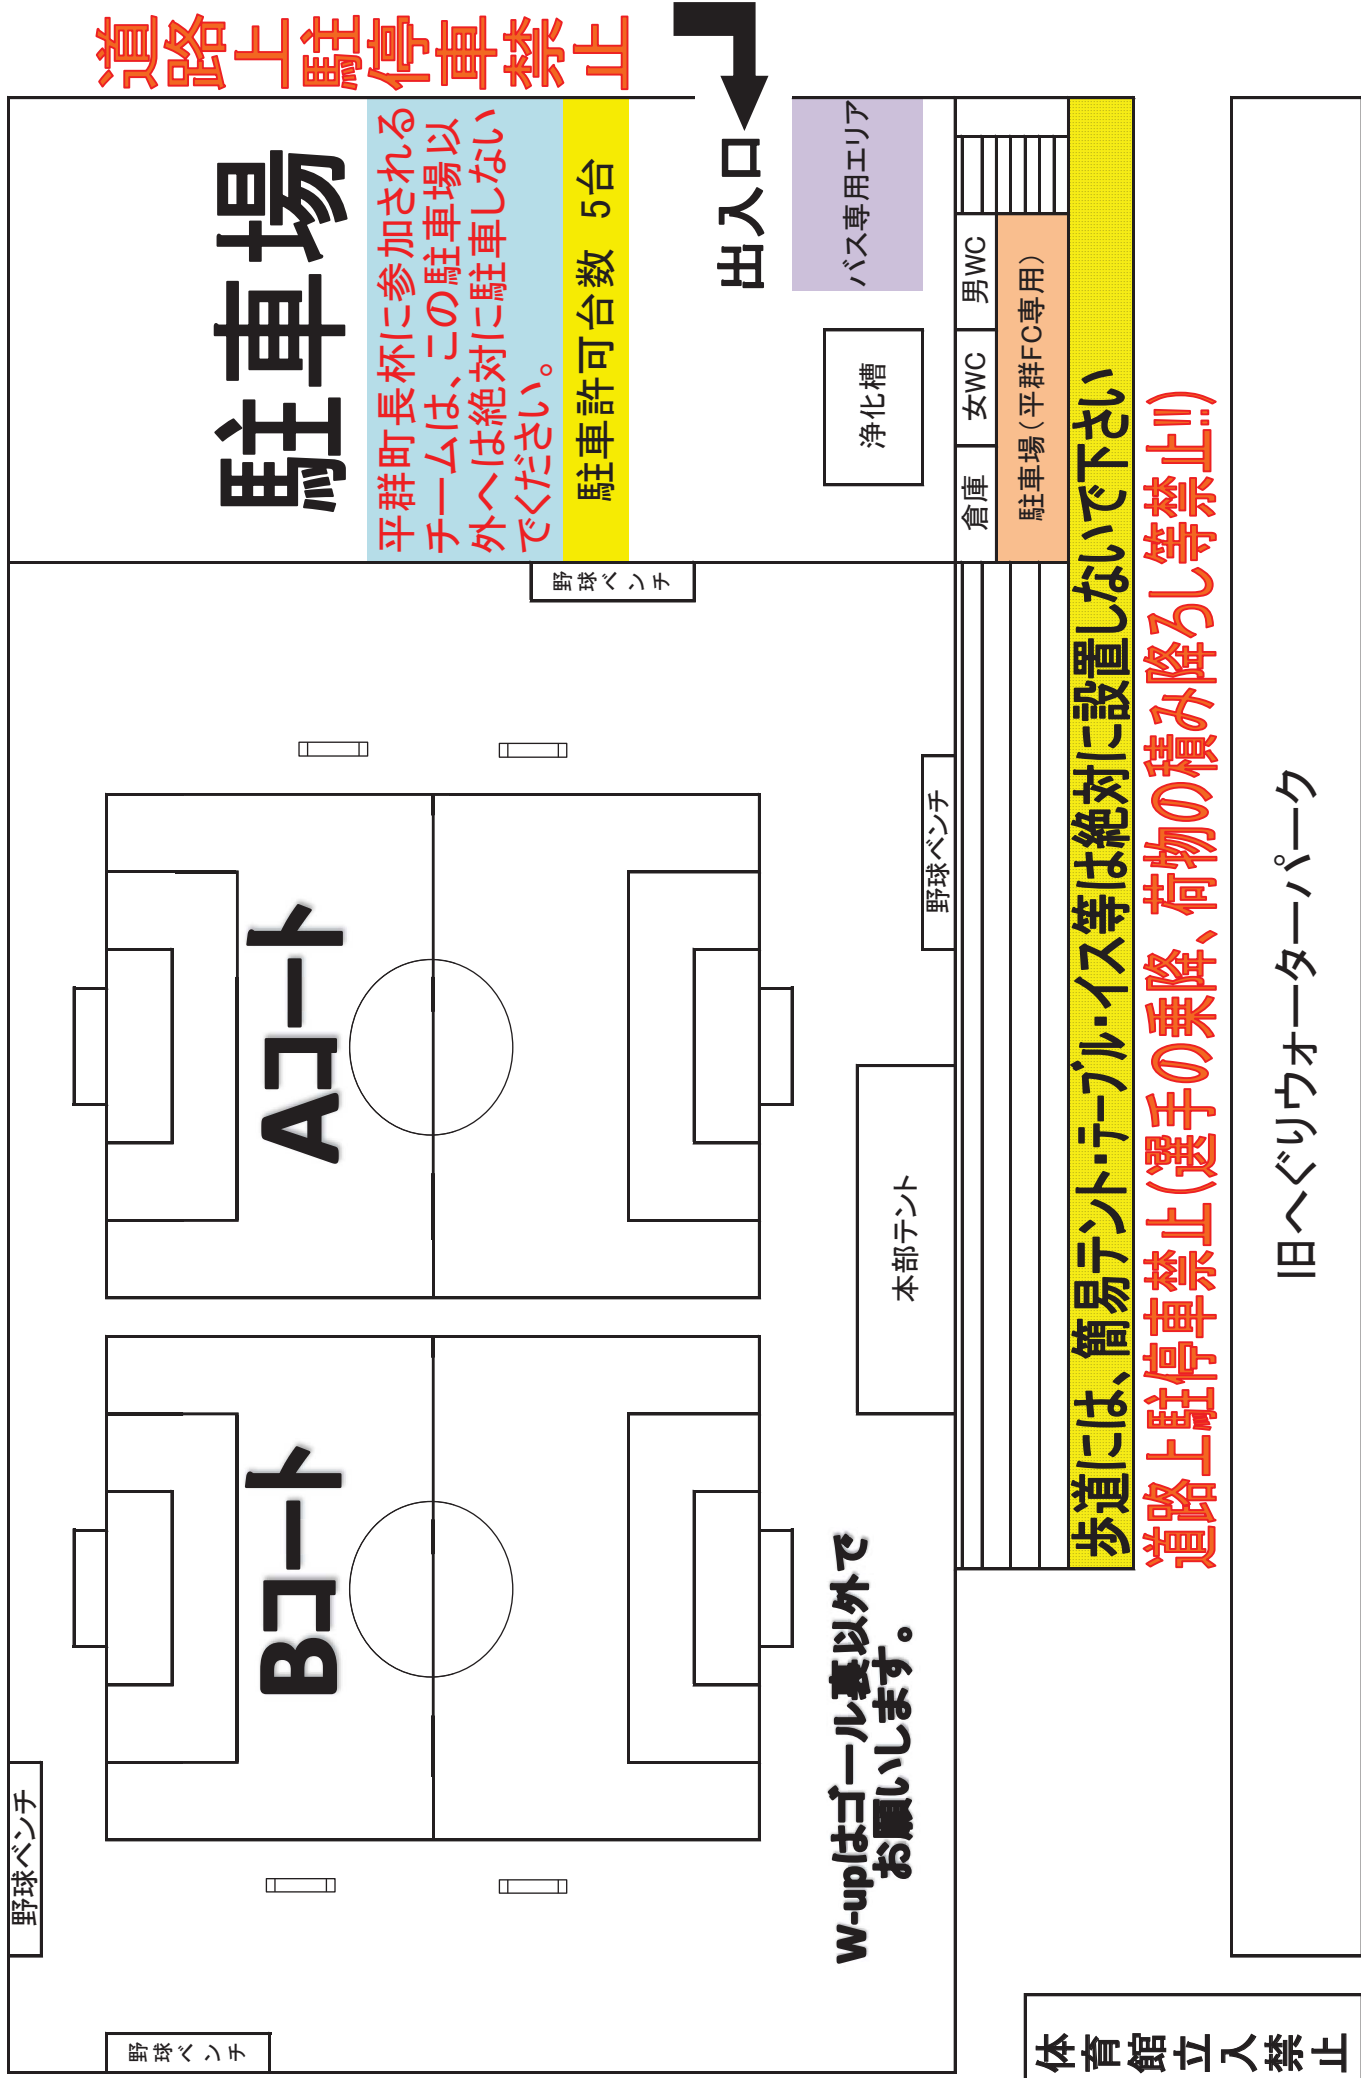 道路上駐停車禁止
駐車場
平群町長杯に参加される
チームは、この駐車場以
外へは絶対に駐車しない
でください。
駐車許可台数 5台
出入口
バス専用エリア
浄化槽
倉庫
女WC
男WC
駐車場（平群FC専用）
野球ベンチ
Aコート
Bコート
野球ベンチ
野球ベンチ
野球ベンチ
本部テント
W-upはゴール裏以外で
お願いします。
歩道には、簡易テント・テーブル・イス等は絶対に設置しないで下さい
道路上駐停車禁止（選手の乗降、荷物の積み降ろし等禁止!!）
旧へぐりウォーターパーク
体育館立入禁止